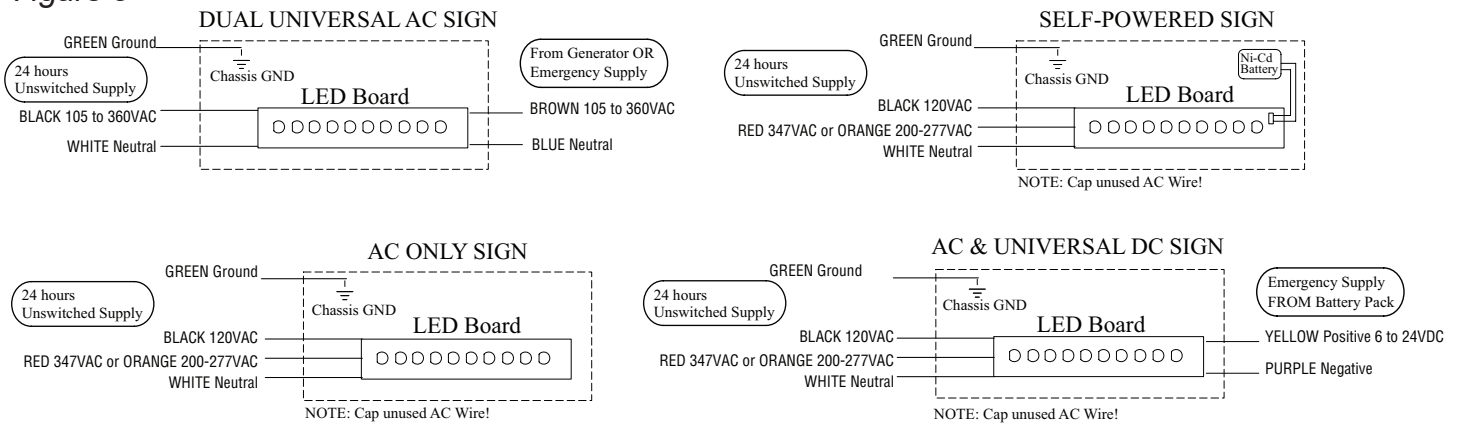 DUAL UNIVERSAL AC SIGN
GREEN Ground
Chassis GND
24 hours
Unswitched Supply
From Generator OR
Emergency Supply
LED Board
BLACK 105 to 360VAC
BROWN 105 to 360VAC
WHITE Neutral
BLUE Neutral
SELF-POWERED SIGN
GREEN Ground
Chassis GND
24 hours
Unswitched Supply
Ni-Cd
Battery
LED Board
BLACK 120VAC
RED 347VAC or ORANGE 200-277VAC
WHITE Neutral
NOTE: Cap unused AC Wire!
AC ONLY SIGN
GREEN Ground
Chassis GND
24 hours
Unswitched Supply
LED Board
BLACK 120VAC
RED 347VAC or ORANGE 200-277VAC
WHITE Neutral
NOTE: Cap unused AC Wire!
AC & UNIVERSAL DC SIGN
GREEN Ground
Chassis GND
24 hours
Unswitched Supply
Emergency Supply
FROM Battery Pack
LED Board
BLACK 120VAC
YELLOW Positive 6 to 24VDC
RED 347VAC or ORANGE 200-277VAC
PURPLE Negative
WHITE Neutral
NOTE: Cap unused AC Wire!